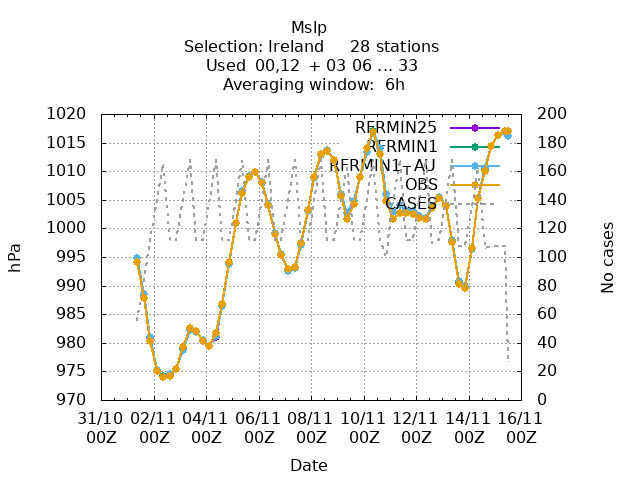 Mslp
Selection: Ireland 28 stations
Used 00,12 + 03 06 ... 33
Averaging window: 6h
1020
1015
1010
1005
1000
995
990
985
980
975
970
hPa
200
180
160
140
120
100
80
60
40
20
0
No cases
RFRMIN25
RFRMIN1
RFRMIN1_AU
OBS
CASES
31/10 02/11 04/11 06/11 08/11 10/11 12/11 14/11 16/11
00Z 00Z 00Z 00Z 00Z 00Z 00Z 00Z 00Z
Date